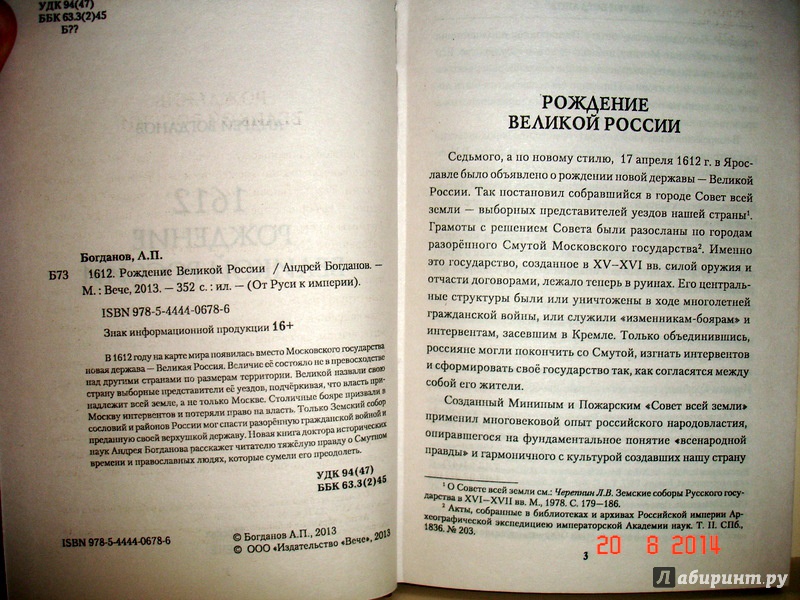 УДК 94(47)
ББК 63.3(2)45
Б??
Богданов, А.П.
Б73 1612. Рождение Великой России / Андрей Богданов. —
М. : Вече, 2013. — 352 с. : ил. — (От Руси к империи).
ISBN 978-5-4444-0678-6
Знак информационной продукции 16+
В 1612 году на карте мира появилась вместо Московского государства
новая держава — Великая Россия. Величие её состояло не в превосходстве
над другими странами по размерам территории. Великой назвали свою
страну выборные представители её уездов, подчёркивая, что власть при-
надлежит всей земле, а не только Москве. Столичные бояре призвали в
Москву интервентов и потеряли право на власть. Только Земский собор
сословий и районов России мог спасти разорённую гражданской войной и
преданную своей верхушкой державу. Новая книга доктора исторических
наук Андрея Богданова расскажет читателю тяжёлую правду о Смутном
времени и православных людях, которые сумели его преодолеть.
УДК 94(47)
ББК 63.3(2)45
ISBN 978-5-4444-0678-6
© Богданов А.П., 2013
© ООО «Издательство «Вече», 2013
РОЖДЕНИЕ
ВЕЛИКОЙ РОССИИ
Седьмого, а по новому стилю, 17 апреля 1612 г. в Яро-
славле было объявлено о рождении новой державы — Великой
России. Так постановил собравшийся в городе Совет всей
земли — выборных представителей уездов нашей страны¹.
Грамоты с решением Совета были разосланы по городам
разорённого Смутой Московского государства². Именно
это государство, созданное в XV–XVI вв. силой оружия и
отчасти договорами, лежало теперь в руинах. Его централь-
ные структуры были или уничтожены в ходе многолетней
гражданской войны, или служили «изменникам-боярам» и
интервентам, засевшим в Кремле. Только объединившись,
россияне могли покончить со Смутой, изгнать интервентов
и сформировать своё государство так, как согласятся между
собой его жители.
Созданный Мининым и Пожарским «Совет всей земли»
применил многовековой опыт российского народовластия,
опиравшегося на фундаментальное понятие «всенародной
правды» и гармоничного с культурой создавших нашу страну
¹ О Совете всей земли см.: Черепнин Л.В. Земские соборы Русского госу-
дарства в XVI–XVII вв. М., 1978. С. 179–186.
² Акты, собранные в библиотеках и архивах Российской империи Ар-
хеографической экспедициею императорской Академии наук. Т. II. СПб.,
1836. № 203.
3
20 8 2014
Лабиринт.ру